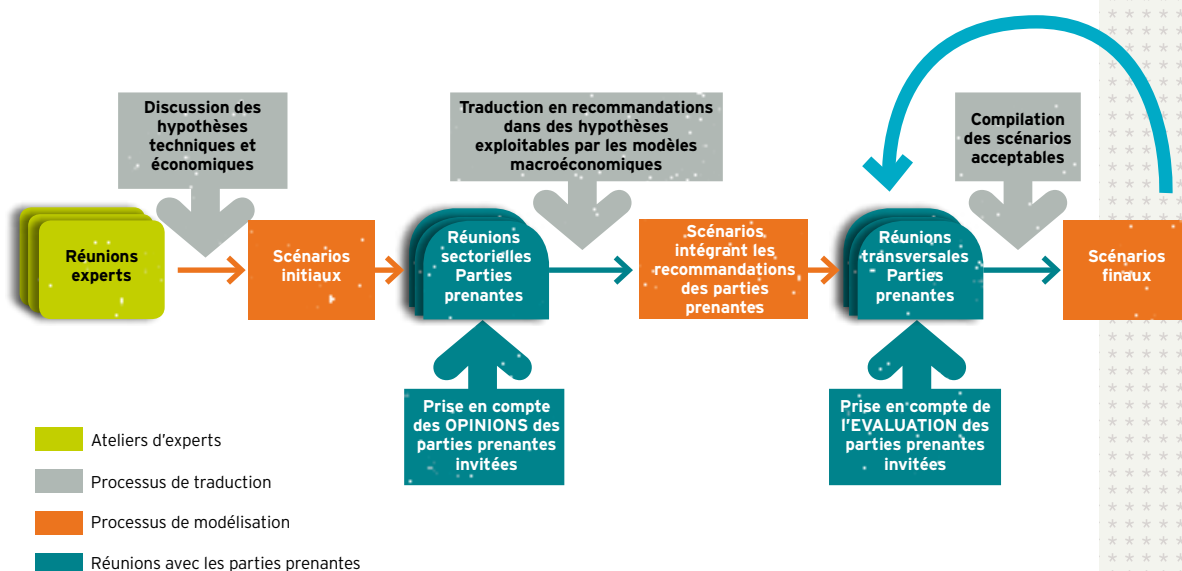 Discussion des
hypothèses
techniques et
économiques
Traduction en recommandations
dans des hypothèses
exploitables par les modèles
macroéconomiques
Compilation
des scénarios
acceptables
Réunions
experts
Scénarios
initiaux
Réunions
sectorielles
Parties
prenantes
Scénarios
intégrant les
recommandations
des parties
prenantes
Réunions
transversales
Parties
prenantes
Scénarios
finaux
Prise en compte
des OPINIONS des
parties prenantes
invitées
Prise en compte de
l'EVALUATION des
parties prenantes
invitées
Ateliers d'experts
Processus de traduction
Processus de modélisation
Réunions avec les parties prenantes